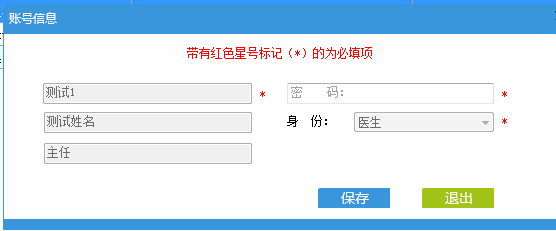 账号信息
带有红色星号标记（*）的为必填项
测试1 * 密　码： *
测试姓名 身　份： 医生 *
主任
保存 退出